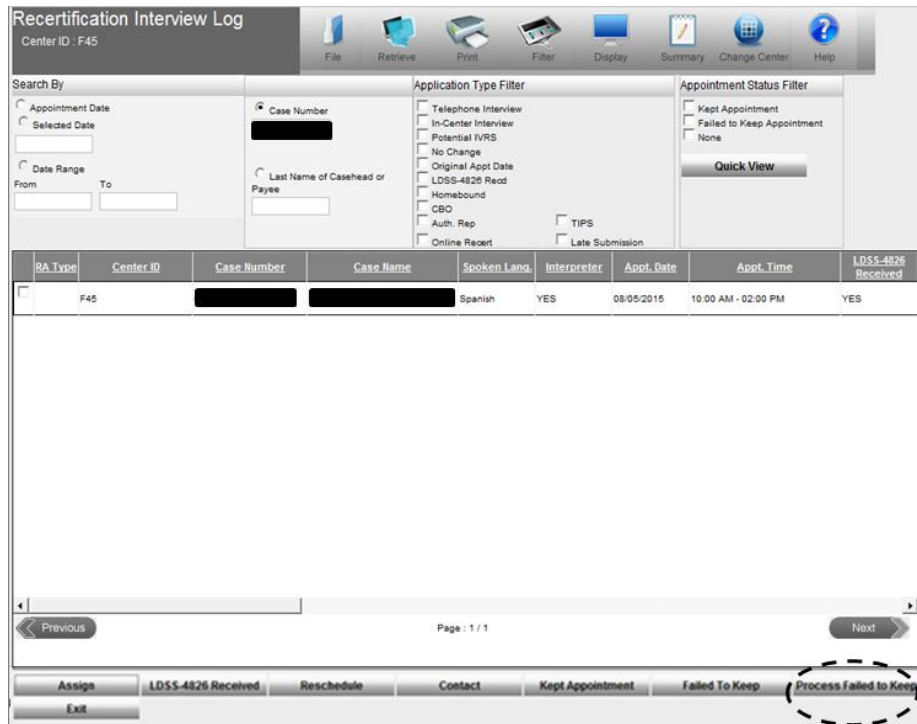 Recertification Interview Log
Center ID : F45
File Retrieve Print Filter Display Summary Change Center Help
Search By
Application Type Filter
Appointment Status Filter
Appointment Date
Selected Date
Date Range
From To
Case Number
Last Name of Casehead or
Payee
Telephone Interview
In-Center Interview
Potential IVRS
No Change
Original Appt Date
LDSS-4826 Recd
Homebound
CBO
Auth. Rep TIPS
Online Recert Late Submission
Kept Appointment
Failed to Keep Appointment
None
Quick View
RA Type Center ID Case Number Case Name Spoken Lang. Interpreter Appt. Date Appt. Time LDSS-4826
Received
F45 Spanish YES 08/05/2015 10:00 AM - 02:00 PM YES
Previous Page : 1 / 1 Next
Assign LDSS-4826 Received Reschedule Contact Kept Appointment Failed To Keep Process Failed to Keep
Exit